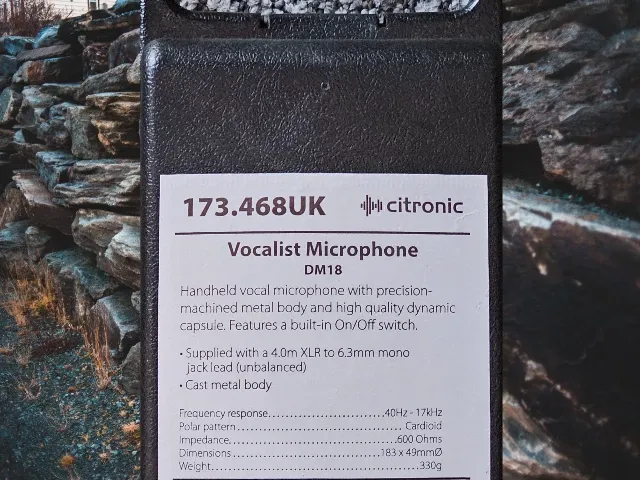 173.468UK citronic
Vocalist Microphone
DM18
Handheld vocal microphone with precision-
machined metal body and high quality dynamic
capsule. Features a built-in On/Off switch.
• Supplied with a 4.0m XLR to 6.3mm mono
jack lead (unbalanced)
• Cast metal body
Frequency response....................................40Hz - 17kHz
Polar pattern.................................................. Cardioid
Impedance...................................................600 Ohms
Dimensions.............................................183 x 49mmØ
Weight...............................................................330g